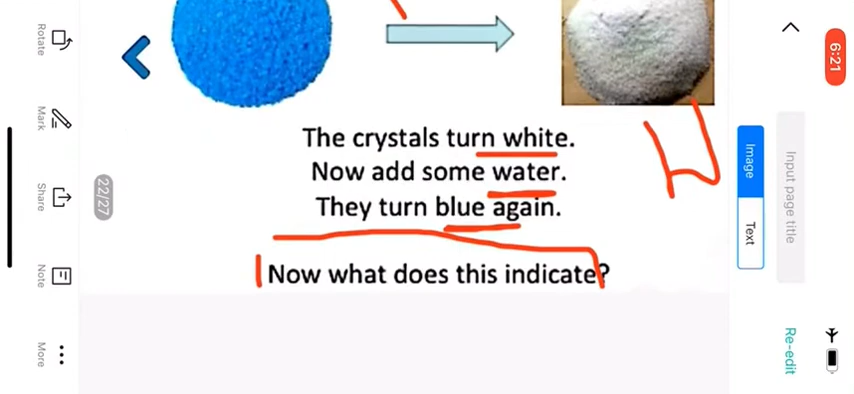 The crystals turn white.
Now add some water.
They turn blue again.
Now what does this indicate?
22/27
Rotate
Mark
Share
Note
More
6:21
Input page title
Image
Text
Re-edit